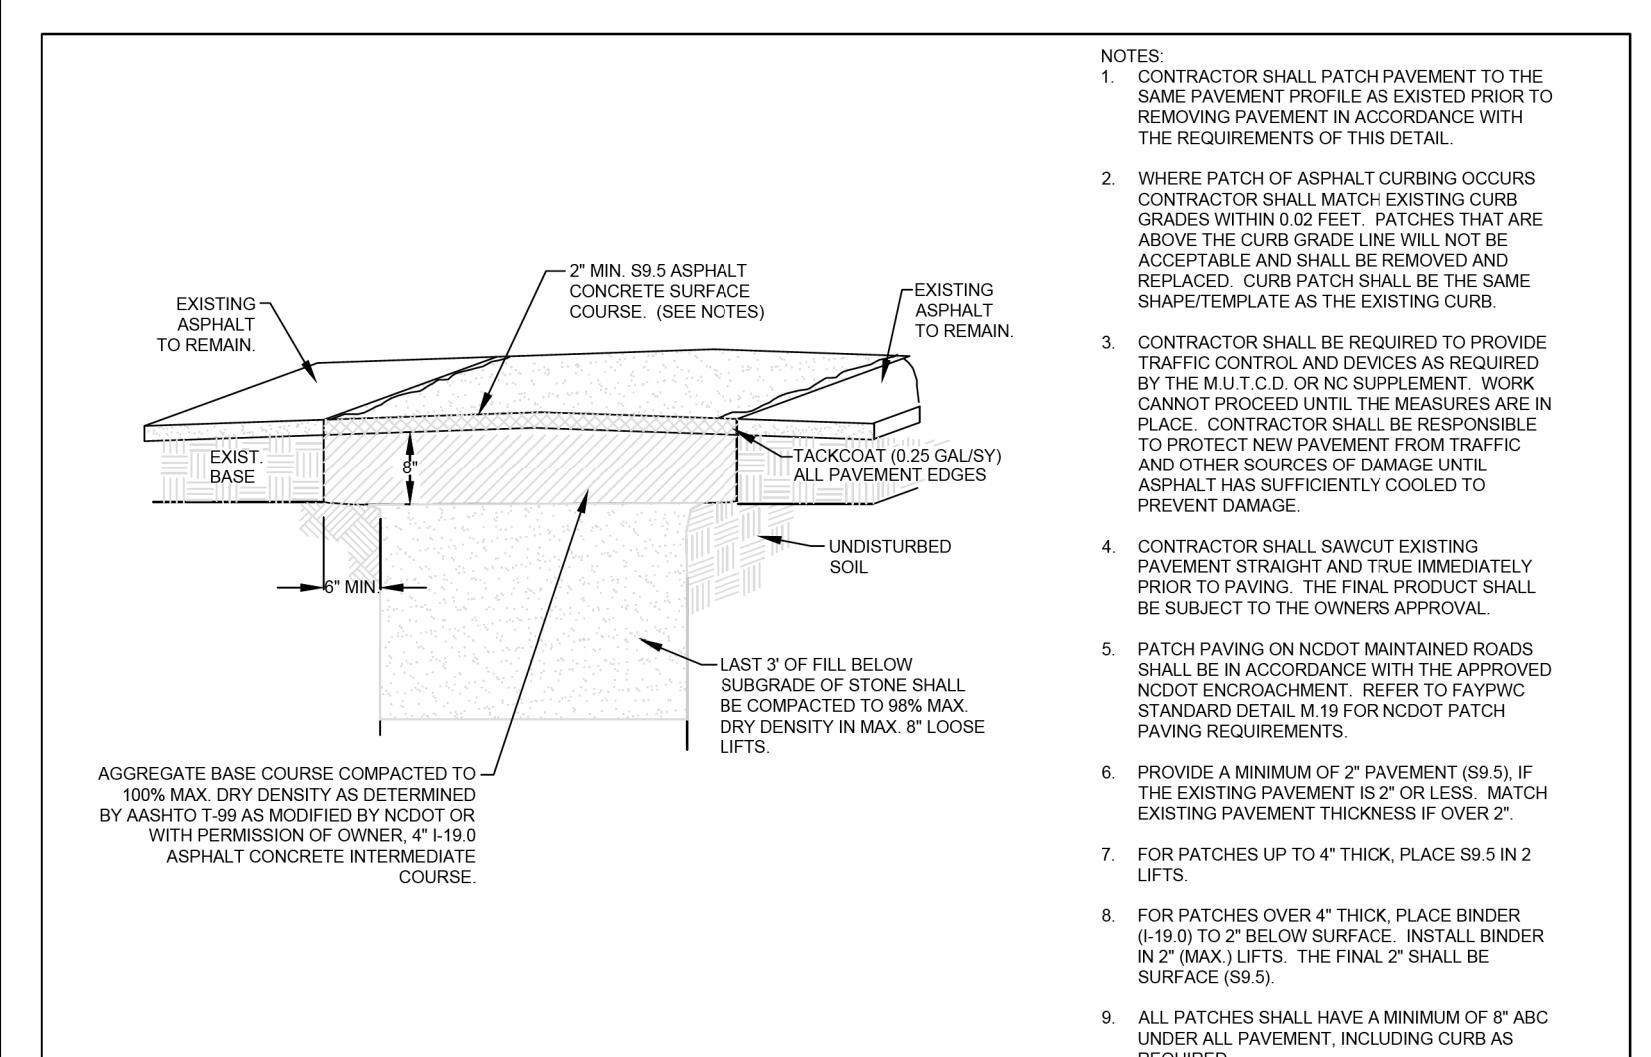 2" MIN. S9.5 ASPHALT
CONCRETE SURFACE
COURSE.  (SEE NOTES)
EXISTING
ASPHALT
TO REMAIN.
EXISTING
ASPHALT
TO REMAIN.
EXIST.
BASE
8"
TACKCOAT (0.25 GAL/SY)
ALL PAVEMENT EDGES
UNDISTURBED
SOIL
6" MIN.
LAST 3' OF FILL BELOW
SUBGRADE OF STONE SHALL
BE COMPACTED TO 98% MAX.
DRY DENSITY IN MAX. 8" LOOSE
LIFTS.
AGGREGATE BASE COURSE COMPACTED TO
100% MAX. DRY DENSITY AS DETERMINED
BY AASHTO T-99 AS MODIFIED BY NCDOT OR
WITH PERMISSION OF OWNER, 4" I-19.0
ASPHALT CONCRETE INTERMEDIATE
COURSE.
NOTES:
1. CONTRACTOR SHALL PATCH PAVEMENT TO THE
SAME PAVEMENT PROFILE AS EXISTED PRIOR TO
REMOVING PAVEMENT IN ACCORDANCE WITH
THE REQUIREMENTS OF THIS DETAIL.
2. WHERE PATCH OF ASPHALT CURBING OCCURS
CONTRACTOR SHALL MATCH EXISTING CURB
GRADES WITHIN 0.02 FEET.  PATCHES THAT ARE
ABOVE THE CURB GRADE LINE WILL NOT BE
ACCEPTABLE AND SHALL BE REMOVED AND
REPLACED.  CURB PATCH SHALL BE THE SAME
SHAPE/TEMPLATE AS THE EXISTING CURB.
3. CONTRACTOR SHALL BE REQUIRED TO PROVIDE
TRAFFIC CONTROL AND DEVICES AS REQUIRED
BY THE M.U.T.C.D. OR NC SUPPLEMENT.  WORK
CANNOT PROCEED UNTIL THE MEASURES ARE IN
PLACE.  CONTRACTOR SHALL BE RESPONSIBLE
TO PROTECT NEW PAVEMENT FROM TRAFFIC
AND OTHER SOURCES OF DAMAGE UNTIL
ASPHALT HAS SUFFICIENTLY COOLED TO
PREVENT DAMAGE.
4. CONTRACTOR SHALL SAWCUT EXISTING
PAVEMENT STRAIGHT AND TRUE IMMEDIATELY
PRIOR TO PAVING.  THE FINAL PRODUCT SHALL
BE SUBJECT TO THE OWNERS APPROVAL.
5. PATCH PAVING ON NCDOT MAINTAINED ROADS
SHALL BE IN ACCORDANCE WITH THE APPROVED
NCDOT ENCROACHMENT.  REFER TO FAYPWC
STANDARD DETAIL M.19 FOR NCDOT PATCH
PAVING REQUIREMENTS.
6. PROVIDE A MINIMUM OF 2" PAVEMENT (S9.5), IF
THE EXISTING PAVEMENT IS 2" OR LESS.  MATCH
EXISTING PAVEMENT THICKNESS IF OVER 2".
7. FOR PATCHES UP TO 4" THICK, PLACE S9.5 IN 2
LIFTS.
8. FOR PATCHES OVER 4" THICK, PLACE BINDER
(I-19.0) TO 2" BELOW SURFACE.  INSTALL BINDER
IN 2" (MAX.) LIFTS.  THE FINAL 2" SHALL BE
SURFACE (S9.5).
9. ALL PATCHES SHALL HAVE A MINIMUM OF 8" ABC
UNDER ALL PAVEMENT, INCLUDING CURB AS